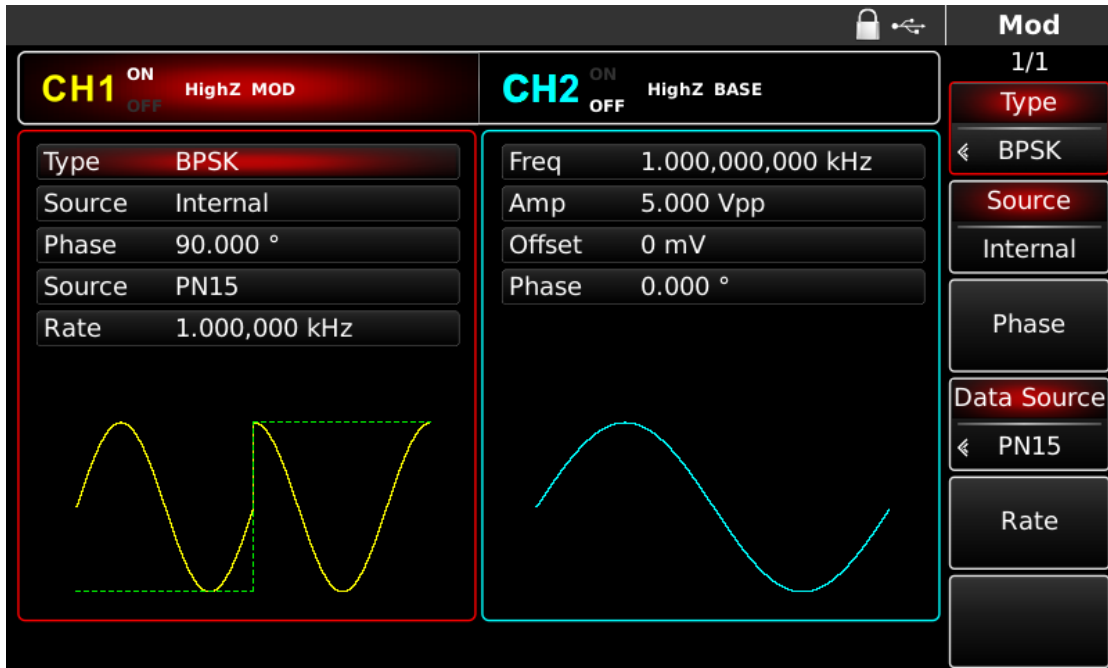 Mod
1/1
CH1 ON OFF HighZ MOD
CH2 ON OFF HighZ BASE
Type BPSK
Source Internal
Phase 90.000 °
Source PN15
Rate 1.000,000 kHz
Freq 1.000,000,000 kHz
Amp 5.000 Vpp
Offset 0 mV
Phase 0.000 °
Type
BPSK
Source
Internal
Phase
Data Source
PN15
Rate